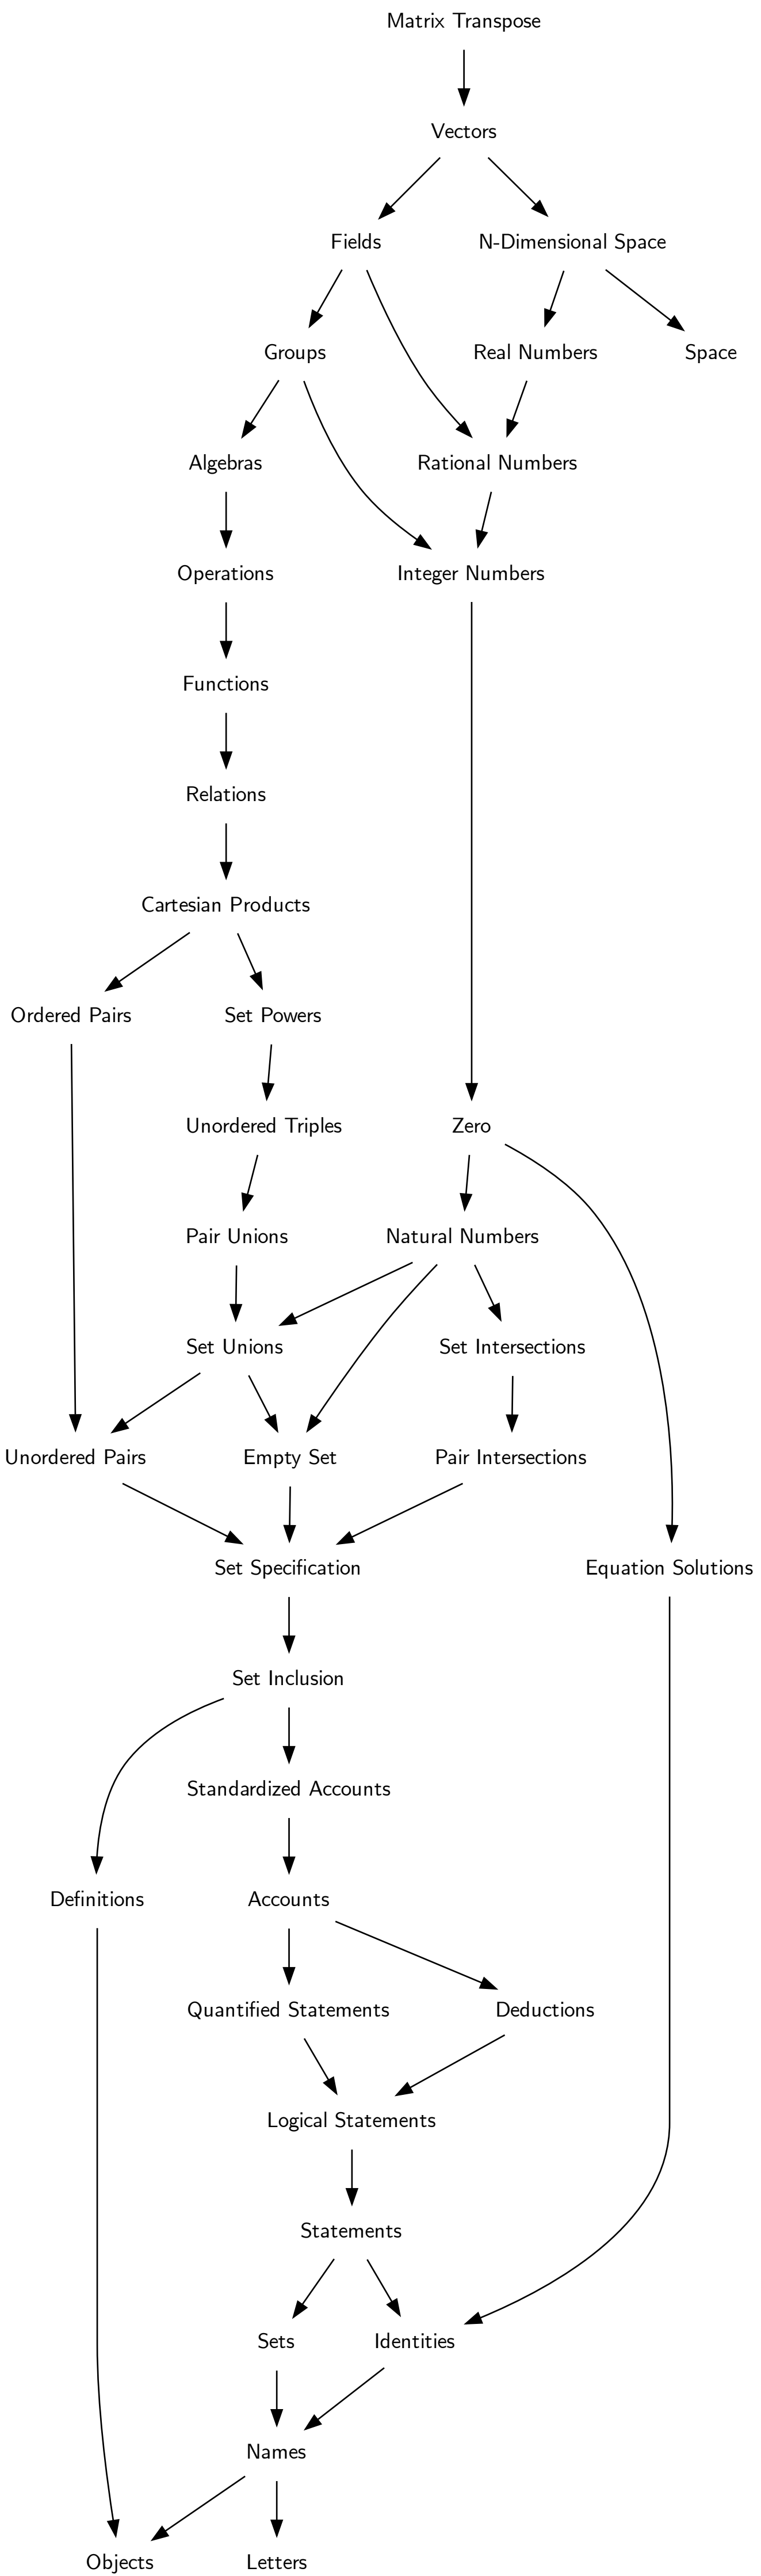 Matrix Transpose
Vectors
Fields
N-Dimensional Space
Groups
Real Numbers
Space
Algebras
Rational Numbers
Operations
Integer Numbers
Functions
Relations
Cartesian Products
Ordered Pairs
Set Powers
Unordered Triples
Zero
Pair Unions
Natural Numbers
Set Unions
Set Intersections
Unordered Pairs
Empty Set
Pair Intersections
Set Specification
Equation Solutions
Set Inclusion
Standardized Accounts
Definitions
Accounts
Quantified Statements
Deductions
Logical Statements
Statements
Sets
Identities
Names
Objects
Letters